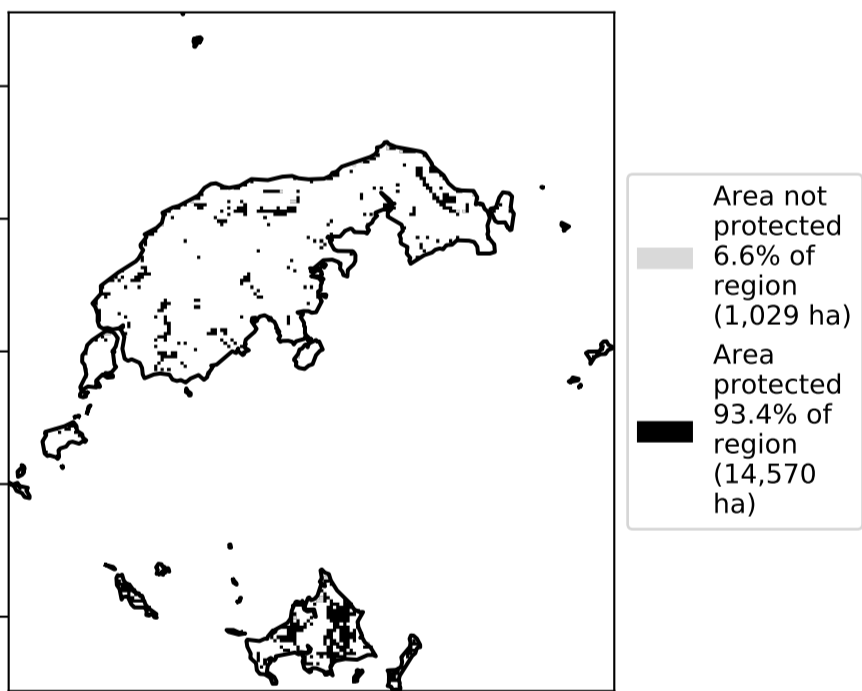 Area not
protected
6.6% of
region
(1,029 ha)
Area
protected
93.4% of
region
(14,570
ha)